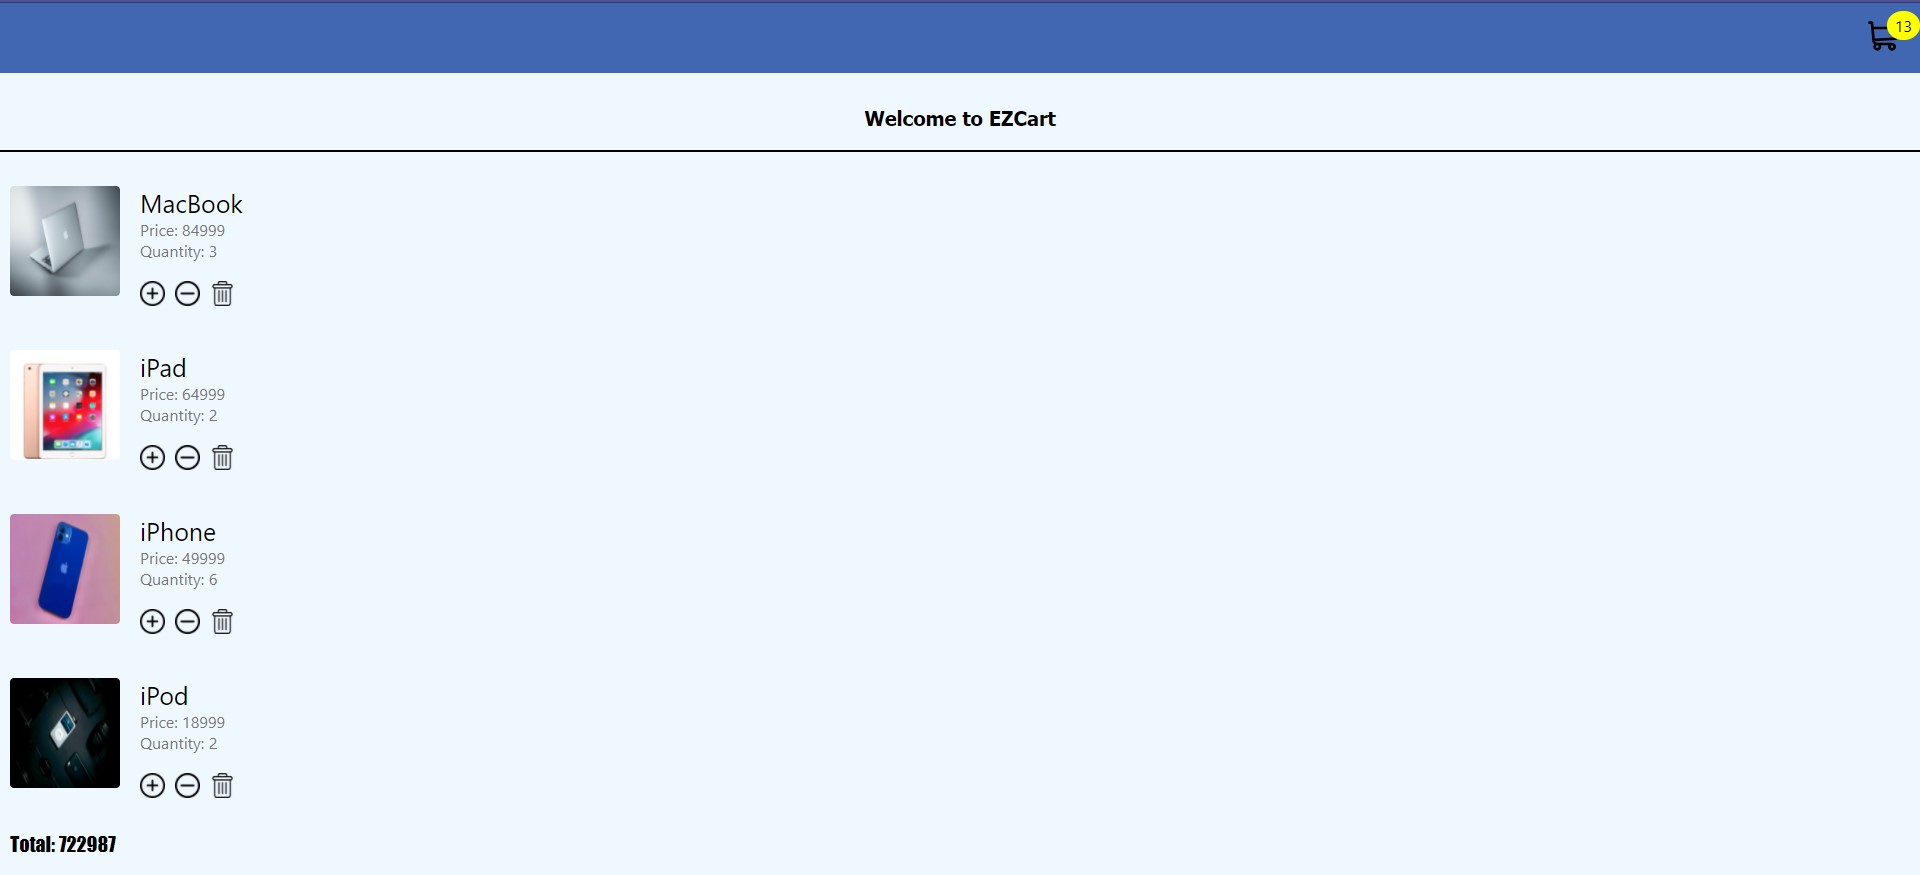 13
Welcome to EZCart
MacBook
Price: 84999
Quantity: 3
iPad
Price: 64999
Quantity: 2
iPhone
Price: 49999
Quantity: 6
iPod
Price: 18999
Quantity: 2
Total: 722987